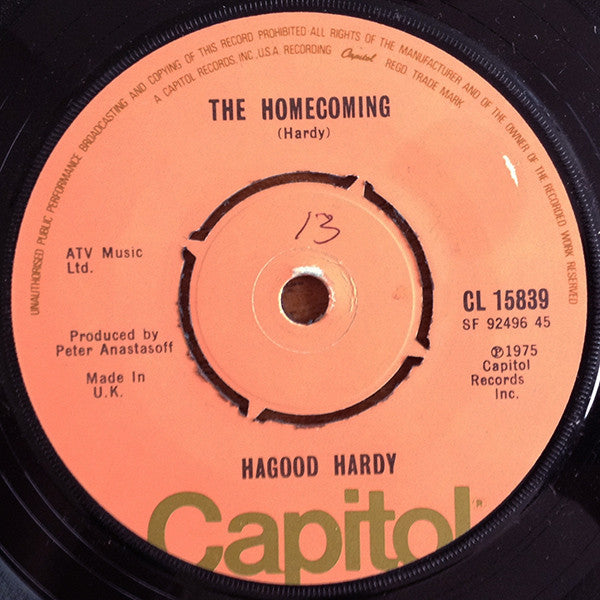 UNAUTHORISED PUBLIC PERFORMANCE BROADCASTING AND COPYING OF THIS RECORD PROHIBITED ALL RIGHTS OF THE MANUFACTURER AND OF THE OWNER OF THE RECORDED WORK RESERVED
A CAPITOL RECORDS, INC., U.S.A. RECORDING Capitol REGD TRADE MARK
THE HOMECOMING
(Hardy)
13
ATV Music
Ltd.
CL 15839
SF 92496 45
Produced by
Peter Anastasoff
Made In
U.K.
℗1975
Capitol
Records
Inc.
HAGOOD HARDY
Capitol®